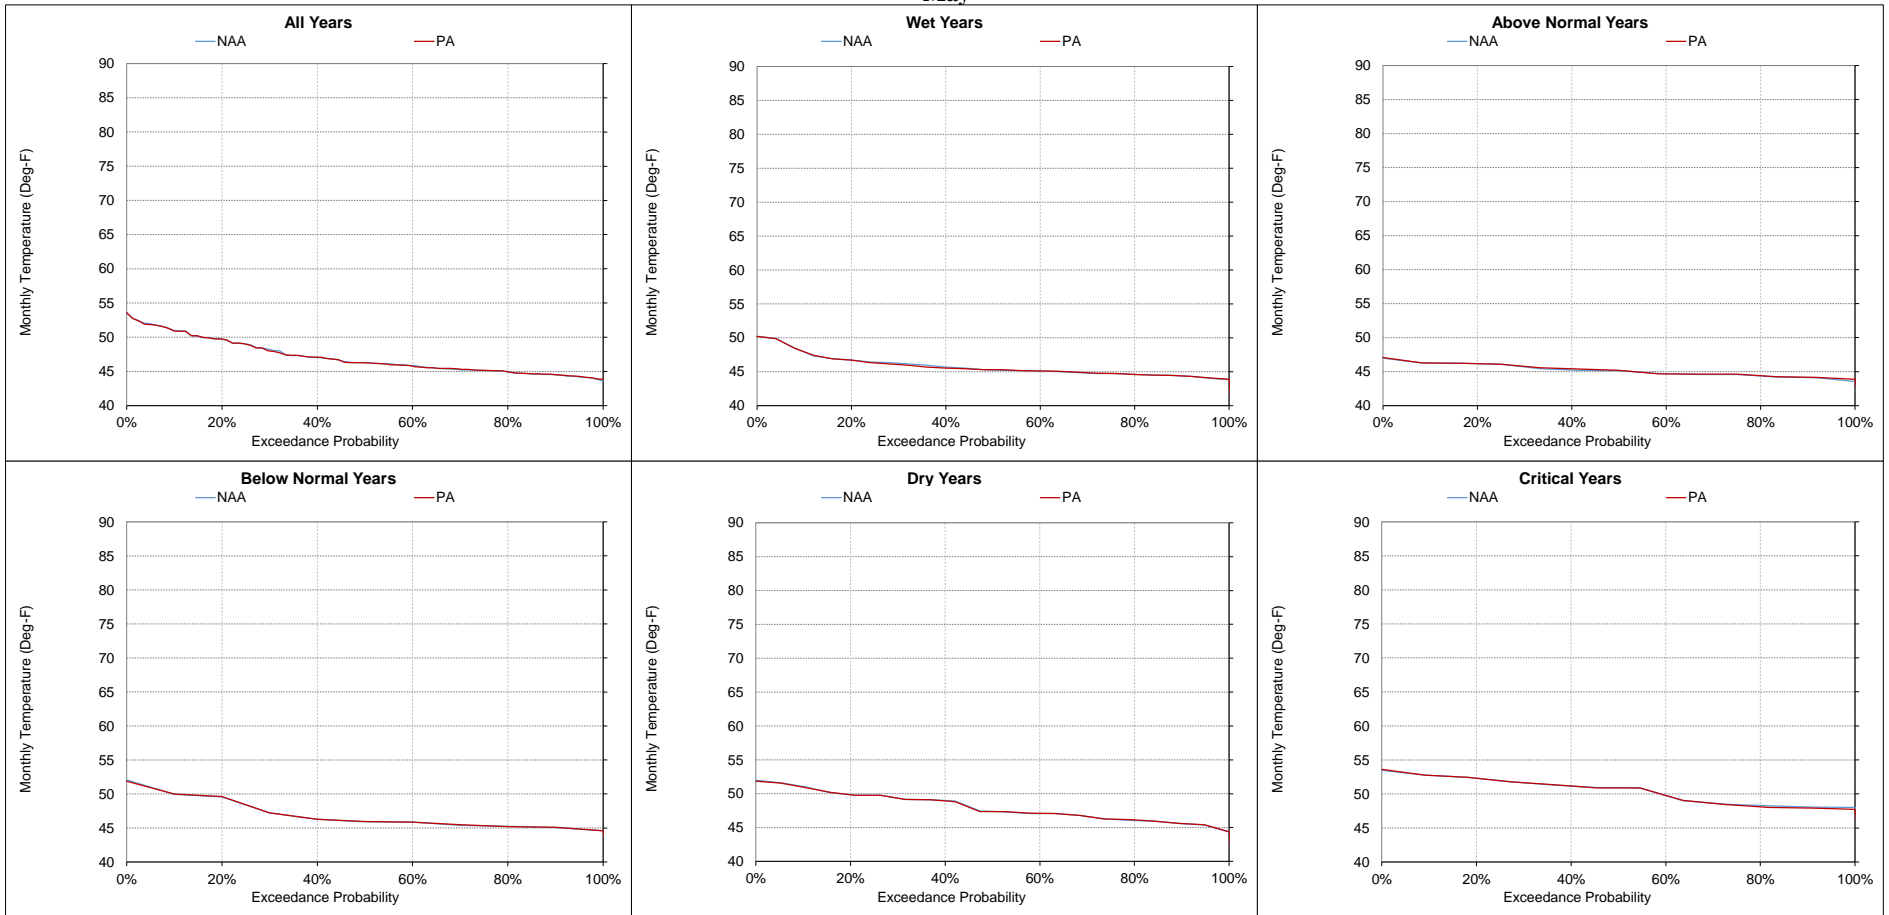 All Years
NAA PA
Monthly Temperature (Deg-F)
90
85
80
75
70
65
60
55
50
45
40
0% 20% 40% 60% 80% 100%
Exceedance Probability
Wet Years
NAA PA
Monthly Temperature (Deg-F)
90
85
80
75
70
65
60
55
50
45
40
0% 20% 40% 60% 80% 100%
Exceedance Probability
Above Normal Years
NAA PA
Monthly Temperature (Deg-F)
90
85
80
75
70
65
60
55
50
45
40
0% 20% 40% 60% 80% 100%
Exceedance Probability
Below Normal Years
NAA PA
Monthly Temperature (Deg-F)
90
85
80
75
70
65
60
55
50
45
40
0% 20% 40% 60% 80% 100%
Exceedance Probability
Dry Years
NAA PA
Monthly Temperature (Deg-F)
90
85
80
75
70
65
60
55
50
45
40
0% 20% 40% 60% 80% 100%
Exceedance Probability
Critical Years
NAA PA
Monthly Temperature (Deg-F)
90
85
80
75
70
65
60
55
50
45
40
0% 20% 40% 60% 80% 100%
Exceedance Probability